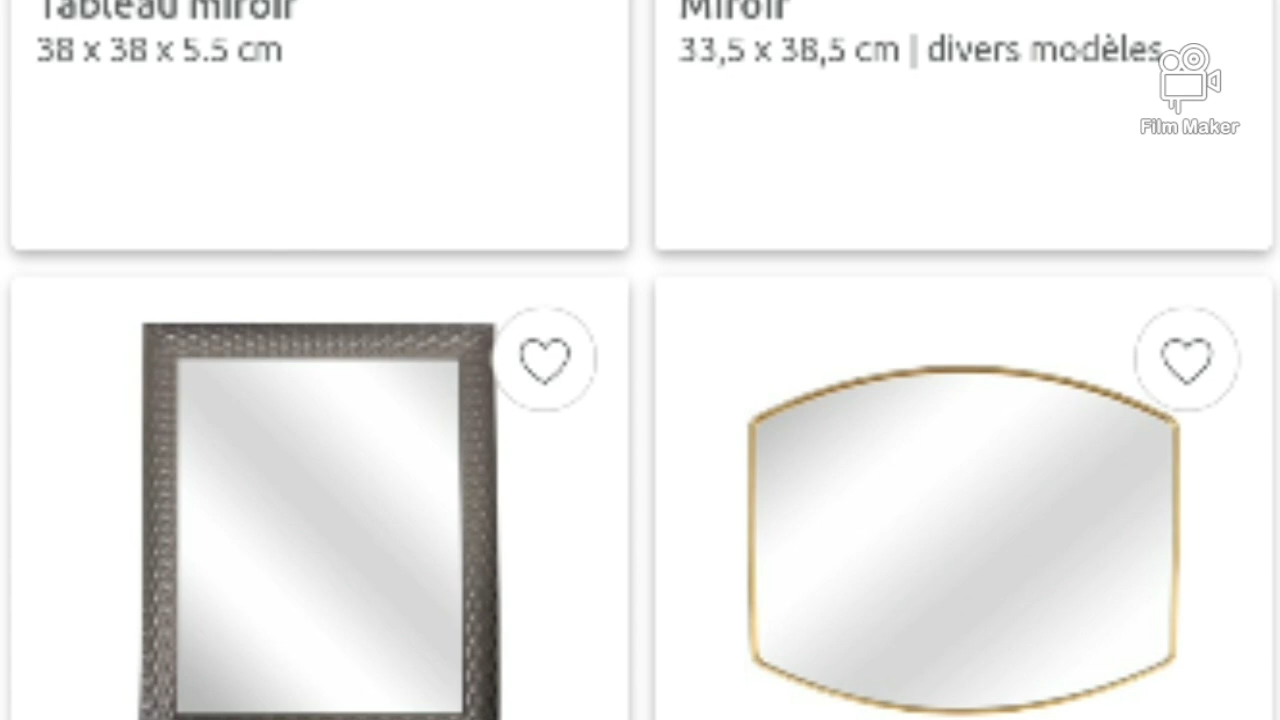 Tableau miroir
38 x 38 x 5.5 cm
Miroir
33,5 x 38,5 cm | divers modèles
Film Maker